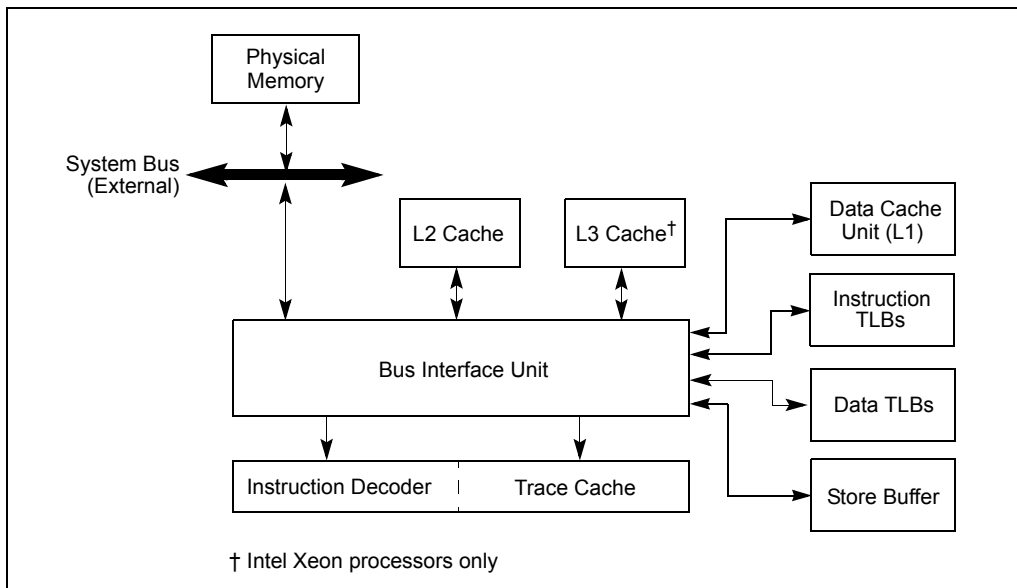 Physical
Memory
System Bus
(External)
L2 Cache
L3 Cache†
Data Cache
Unit (L1)
Instruction
TLBs
Bus Interface Unit
Data TLBs
Instruction Decoder
Trace Cache
Store Buffer
† Intel Xeon processors only